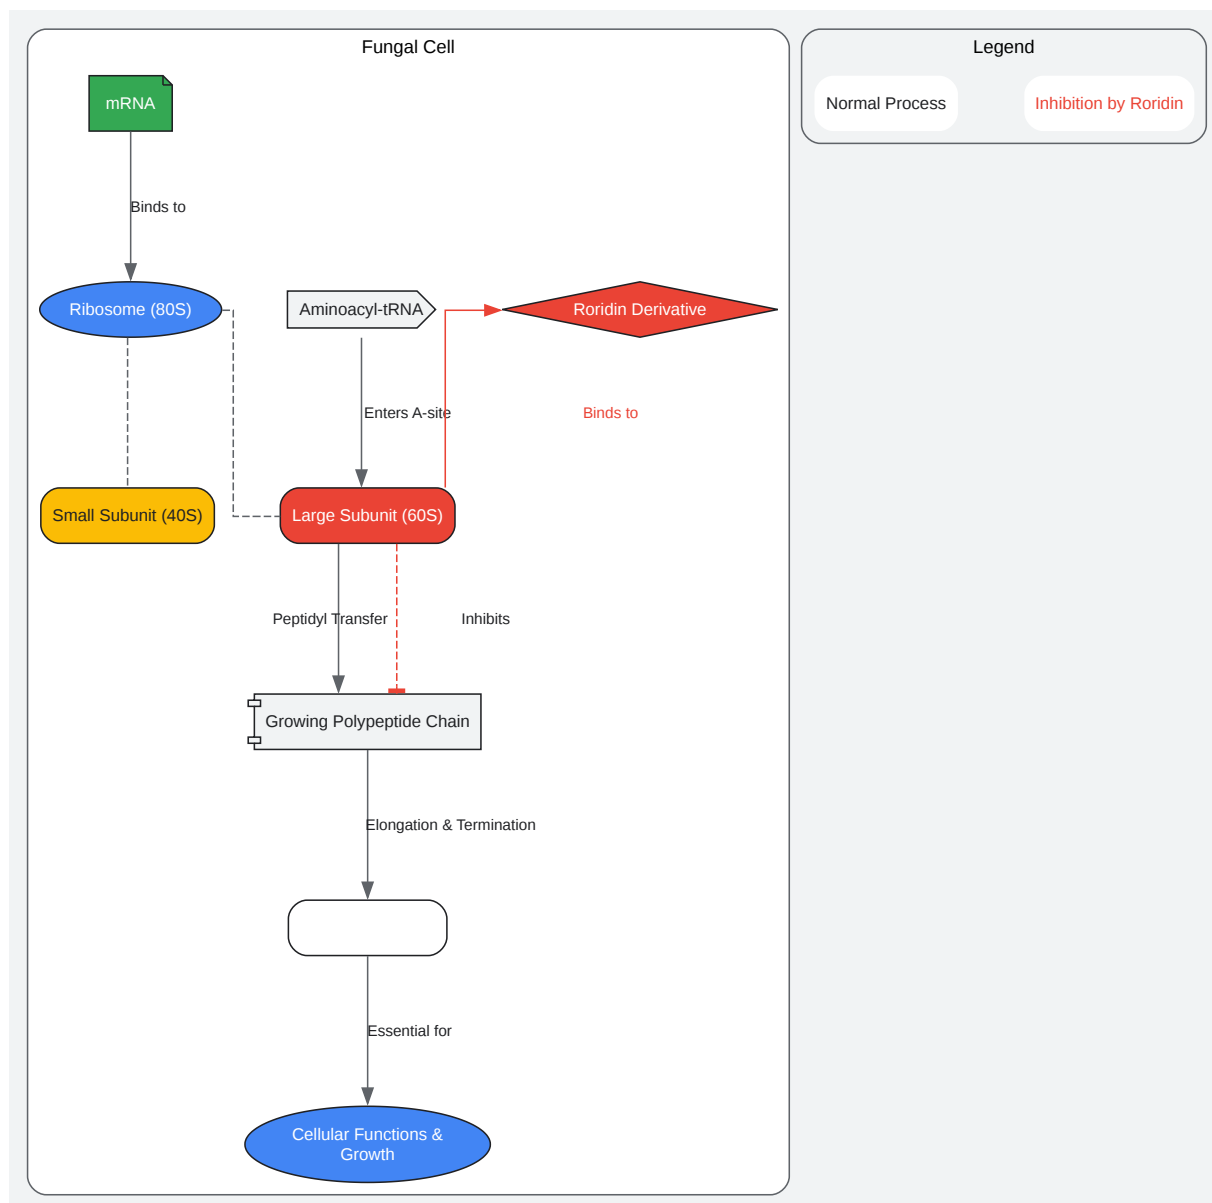 Fungal Cell
Legend
mRNA
Normal Process
Inhibition by Roridin
Binds to
Ribosome (80S)
Aminoacyl-tRNA
Roridin Derivative
Enters A-site
Binds to
Small Subunit (40S)
Large Subunit (60S)
Peptidyl Transfer
Inhibits
Growing Polypeptide Chain
Elongation & Termination
Essential for
Cellular Functions &
Growth